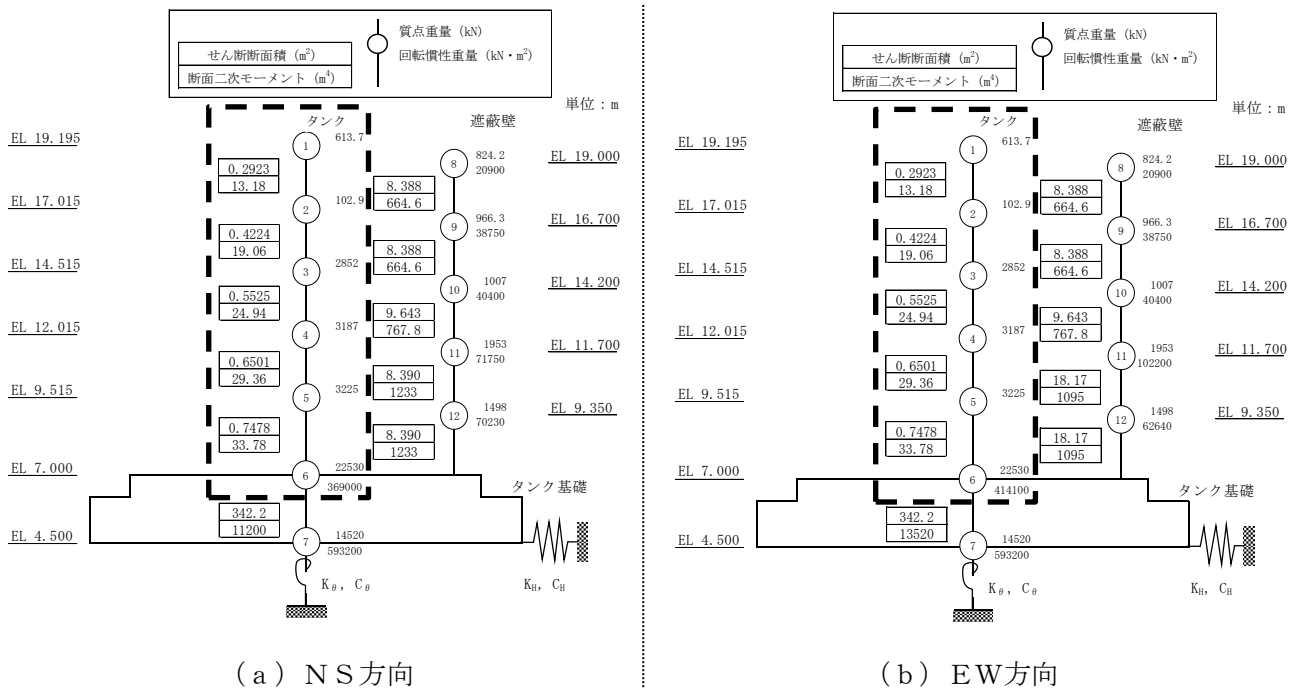 質点重量 (kN)
回転慣性重量 (kN・m²)
せん断断面積 (m²)
断面二次モーメント (m⁴)
単位：m
タンク
遮蔽壁
EL 19.195
EL 17.015
EL 14.515
EL 12.015
EL 9.515
EL 7.000
EL 4.500
0.2923
13.18
0.4224
19.06
0.5525
24.94
0.6501
29.36
0.7478
33.78
342.2
11200
1
613.7
2
102.9
3
2852
4
3187
5
3225
6
22530
369000
7
14520
593200
8.388
664.6
8.388
664.6
9.643
767.8
8.390
1233
8.390
1233
8
824.2
20900
9
966.3
38750
10
1007
40400
11
1953
71750
12
1498
70230
EL 19.000
EL 16.700
EL 14.200
EL 11.700
EL 9.350
タンク基礎
Kθ, Cθ
KH, CH
(a) NS方向
質点重量 (kN)
回転慣性重量 (kN・m²)
せん断断面積 (m²)
断面二次モーメント (m⁴)
単位：m
タンク
遮蔽壁
EL 19.195
EL 17.015
EL 14.515
EL 12.015
EL 9.515
EL 7.000
EL 4.500
0.2923
13.18
0.4224
19.06
0.5525
24.94
0.6501
29.36
0.7478
33.78
342.2
13520
1
613.7
2
102.9
3
2852
4
3187
5
3225
6
22530
414100
7
14520
593200
8.388
664.6
8.388
664.6
9.643
767.8
18.17
1095
18.17
1095
8
824.2
20900
9
966.3
38750
10
1007
40400
11
1953
102200
12
1498
62640
EL 19.000
EL 16.700
EL 14.200
EL 11.700
EL 9.350
タンク基礎
Kθ, Cθ
KH, CH
(b) EW方向